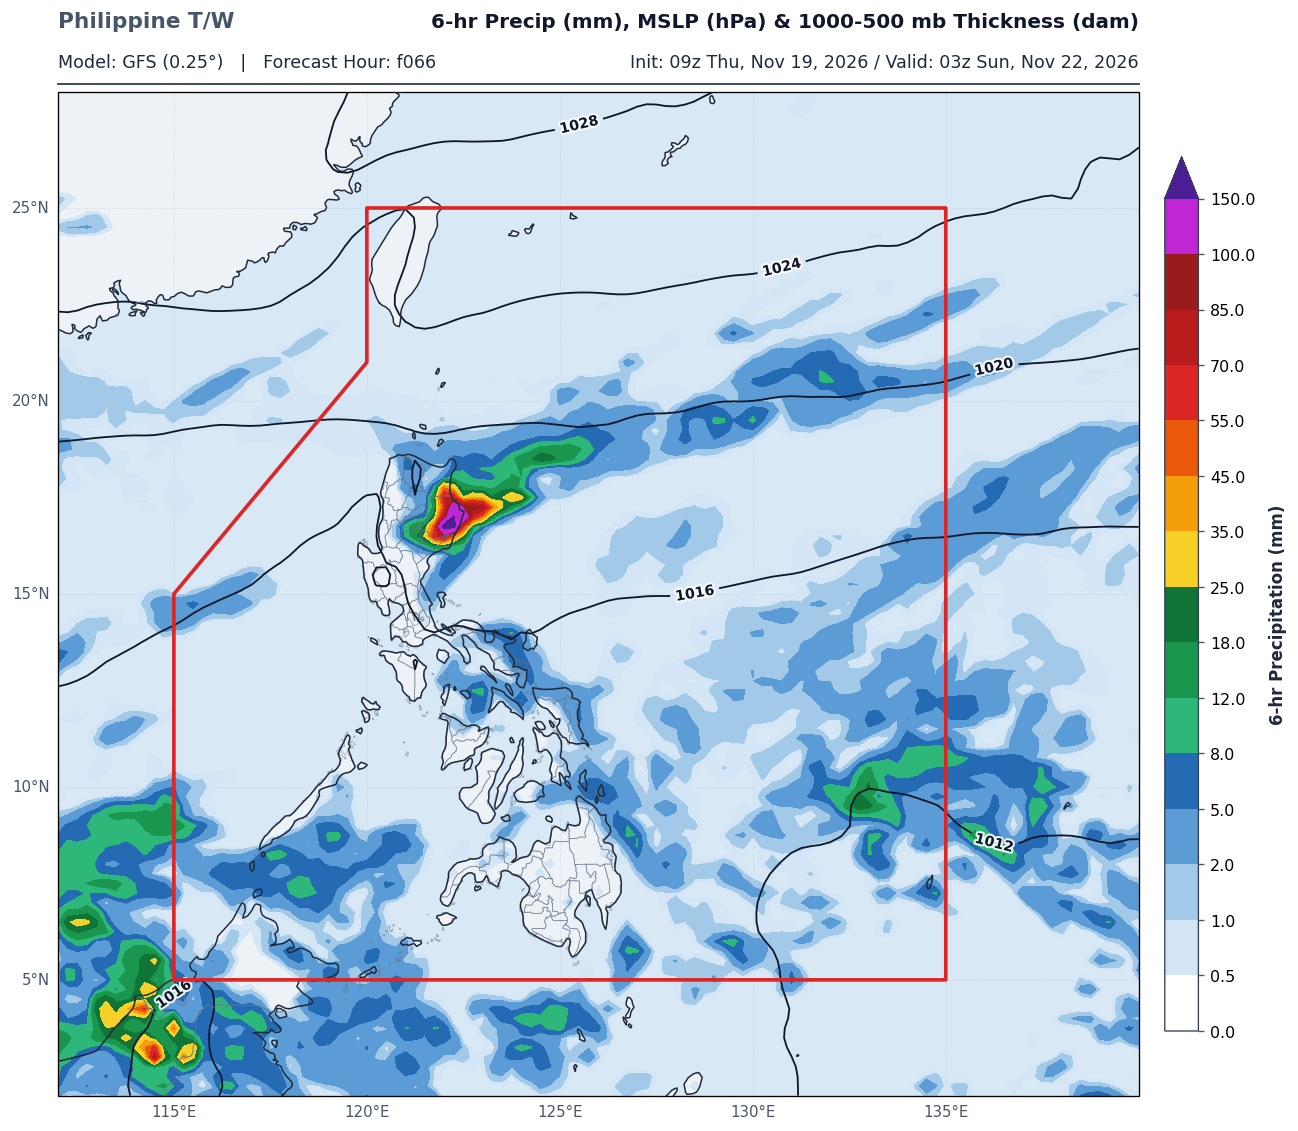 Philippine T/W
6-hr Precip (mm), MSLP (hPa) & 1000-500 mb Thickness (dam)
Model: GFS (0.25°) | Forecast Hour: f066
Init: 09z Thu, Nov 19, 2026 / Valid: 03z Sun, Nov 22, 2026
1028
1024
1020
1016
1012
1016
25°N
20°N
15°N
10°N
5°N
115°E
120°E
125°E
130°E
135°E
150.0
100.0
85.0
70.0
55.0
45.0
35.0
25.0
18.0
12.0
8.0
5.0
2.0
1.0
0.5
0.0
6-hr Precipitation (mm)